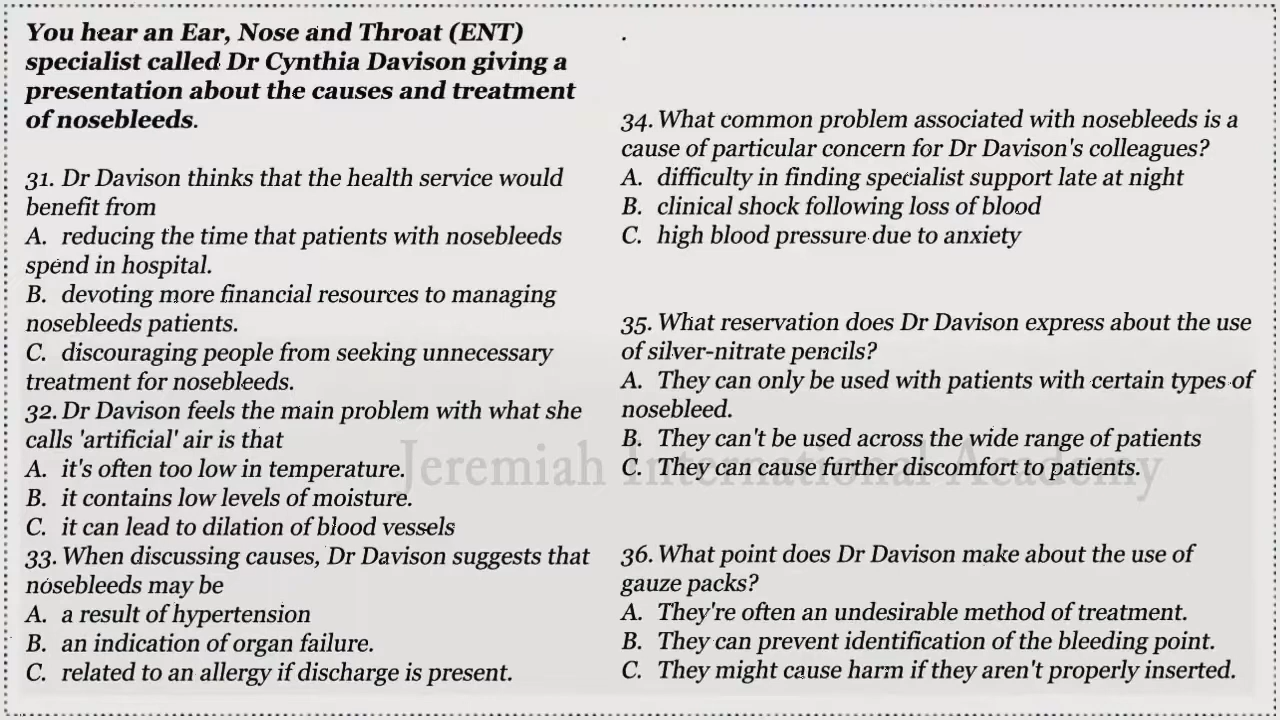 You hear an Ear, Nose and Throat (ENT)
specialist called Dr Cynthia Davison giving a
presentation about the causes and treatment
of nosebleeds.
31. Dr Davison thinks that the health service would
benefit from
A. reducing the time that patients with nosebleeds
spend in hospital.
B. devoting more financial resources to managing
nosebleeds patients.
C. discouraging people from seeking unnecessary
treatment for nosebleeds.
32. Dr Davison feels the main problem with what she
calls 'artificial' air is that
A. it's often too low in temperature.
B. it contains low levels of moisture.
C. it can lead to dilation of blood vessels
33. When discussing causes, Dr Davison suggests that
nosebleeds may be
A. a result of hypertension
B. an indication of organ failure.
C. related to an allergy if discharge is present.
.
34. What common problem associated with nosebleeds is a
cause of particular concern for Dr Davison's colleagues?
A. difficulty in finding specialist support late at night
B. clinical shock following loss of blood
C. high blood pressure due to anxiety
35. What reservation does Dr Davison express about the use
of silver-nitrate pencils?
A. They can only be used with patients with certain types of
nosebleed.
B. They can't be used across the wide range of patients
C. They can cause further discomfort to patients.
36. What point does Dr Davison make about the use of
gauze packs?
A. They're often an undesirable method of treatment.
B. They can prevent identification of the bleeding point.
C. They might cause harm if they aren't properly inserted.
Jeremiah International Academy